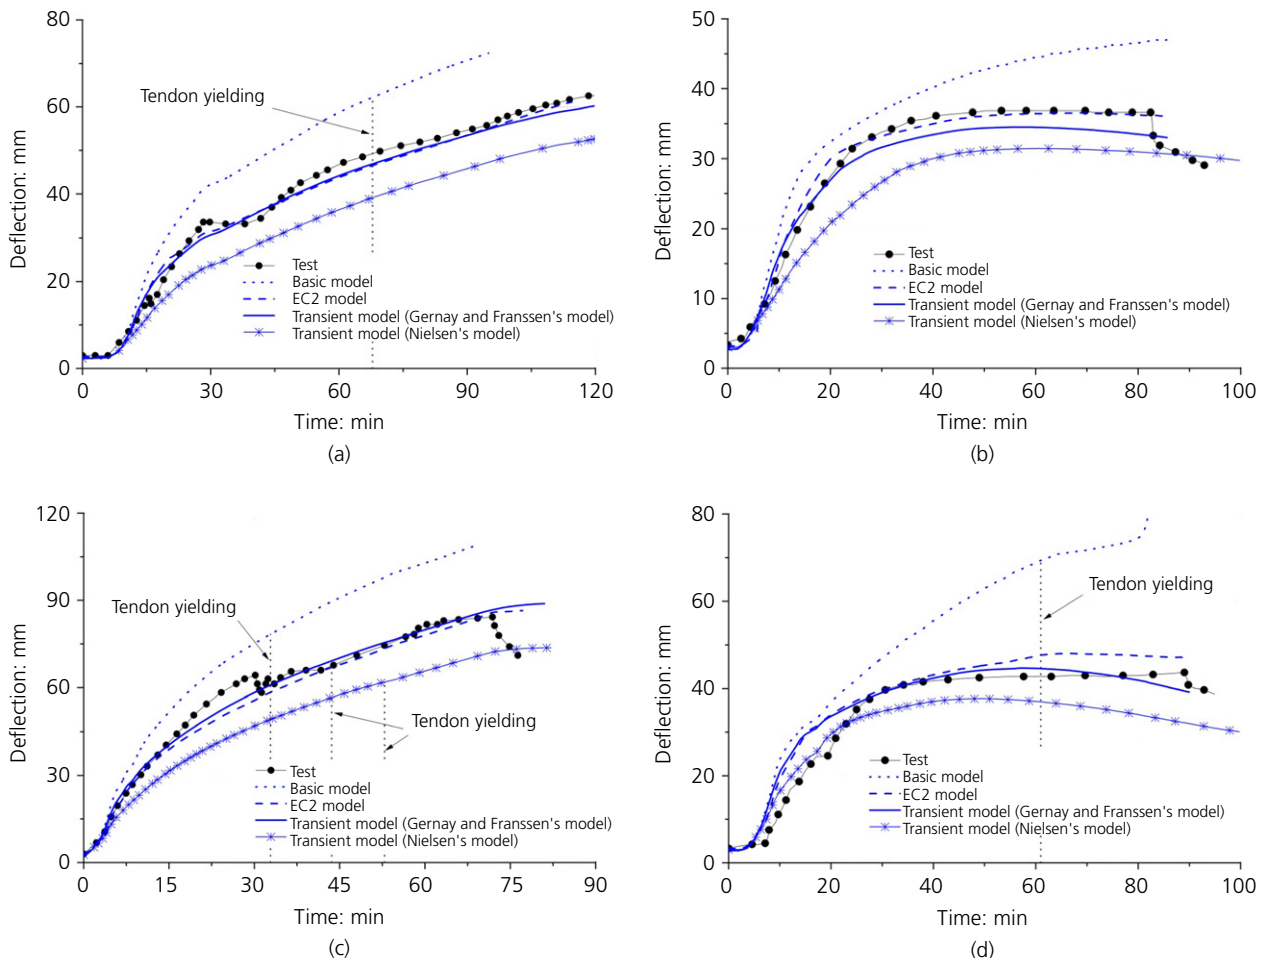 80
60
40
20
0
0 30 60 90 120
Deflection: mm
Time: min
Tendon yielding
Test
Basic model
EC2 model
Transient model (Gernay and Franssen's model)
Transient model (Nielsen's model)
(a)
50
40
30
20
10
0
0 20 40 60 80 100
Deflection: mm
Time: min
Test
Basic model
EC2 model
Transient model (Gernay and Franssen's model)
Transient model (Nielsen's model)
(b)
120
90
60
30
0
0 15 30 45 60 75 90
Deflection: mm
Time: min
Tendon yielding
Tendon yielding
Test
Basic model
EC2 model
Transient model (Gernay and Franssen's model)
Transient model (Nielsen's model)
(c)
80
60
40
20
0
0 20 40 60 80 100
Deflection: mm
Time: min
Tendon yielding
Test
Basic model
EC2 model
Transient model (Gernay and Franssen's model)
Transient model (Nielsen's model)
(d)